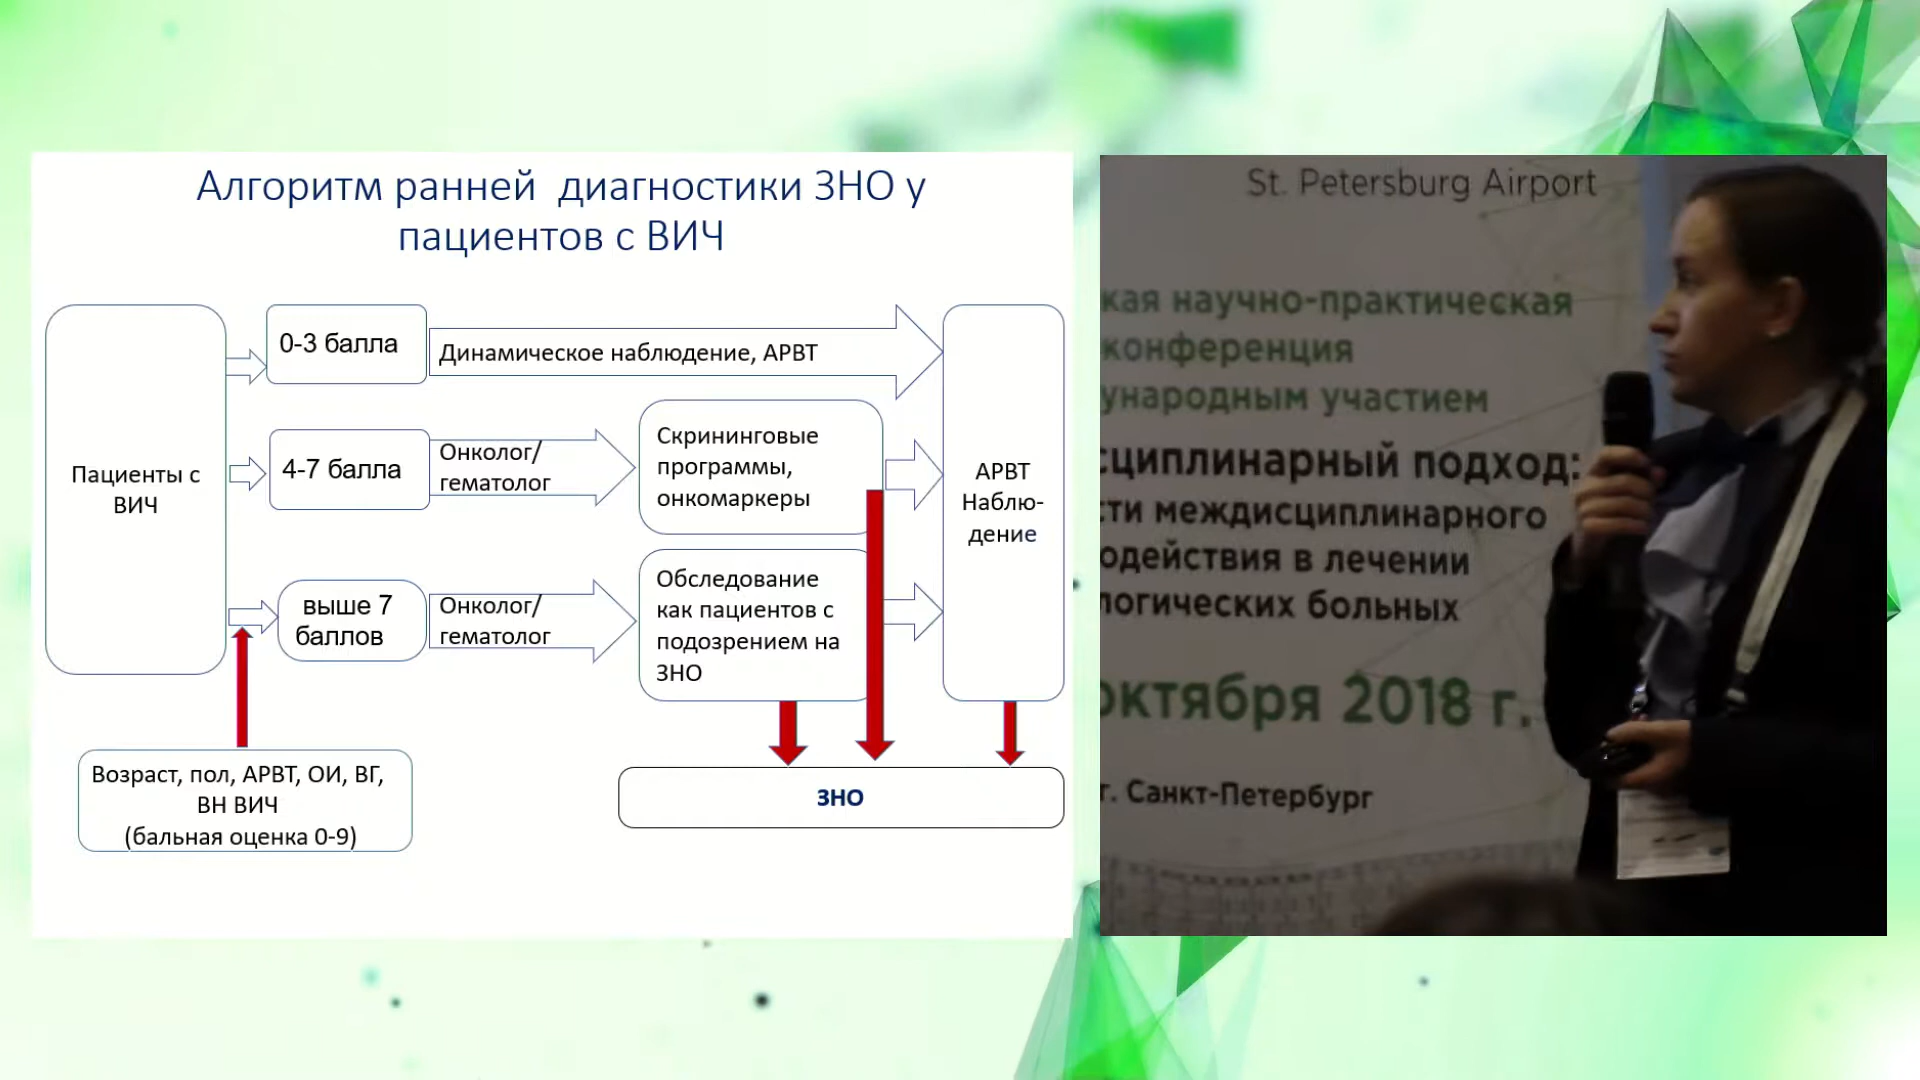 Алгоритм ранней диагностики ЗНО у
пациентов с ВИЧ
Пациенты с
ВИЧ
0-3 балла
Динамическое наблюдение, АРВТ
4-7 балла
Онколог/
гематолог
Скрининговые
программы,
онкомаркеры
выше 7
баллов
Онколог/
гематолог
Обследование
как пациентов с
подозрением на
ЗНО
АРВТ
Наблю-
дение
Возраст, пол, АРВТ, ОИ, ВГ,
ВН ВИЧ
(бальная оценка 0-9)
ЗНО
St. Petersburg Airport
кая научно-практическая
конференция
ународным участием
сциплинарный подход:
сти междисциплинарного
одействия в лечении
логических больных
октября 2018 г.
г. Санкт-Петербург